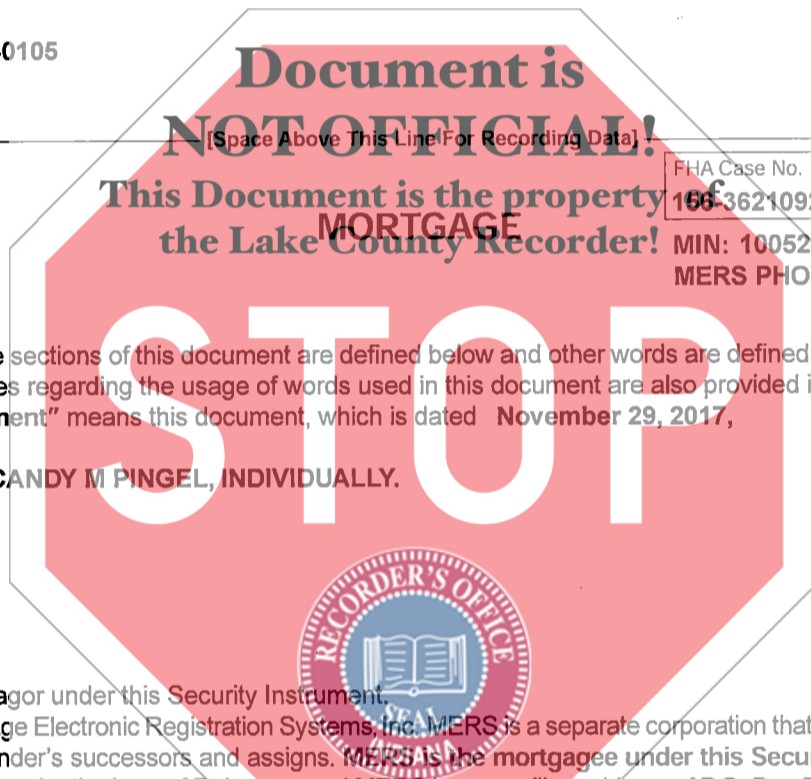 0105
Document is
NOT OFFICIAL!
[Space Above This Line For Recording Data]
FHA Case No.
This Document is the property of
156-362109
MORTGAGE
the Lake County Recorder!
MIN: 10052
MERS PHO
STOP
sections of this document are defined below and other words are defined
es regarding the usage of words used in this document are also provided i
ment" means this document, which is dated November 29, 2017,
CANDY M PINGEL, INDIVIDUALLY.
RECORDER'S OFFICE
agor under this Security Instrument.
SEAL
ge Electronic Registration Systems, Inc. MERS is a separate corporation that
nder's successors and assigns. MERS is the mortgagee under this Secu